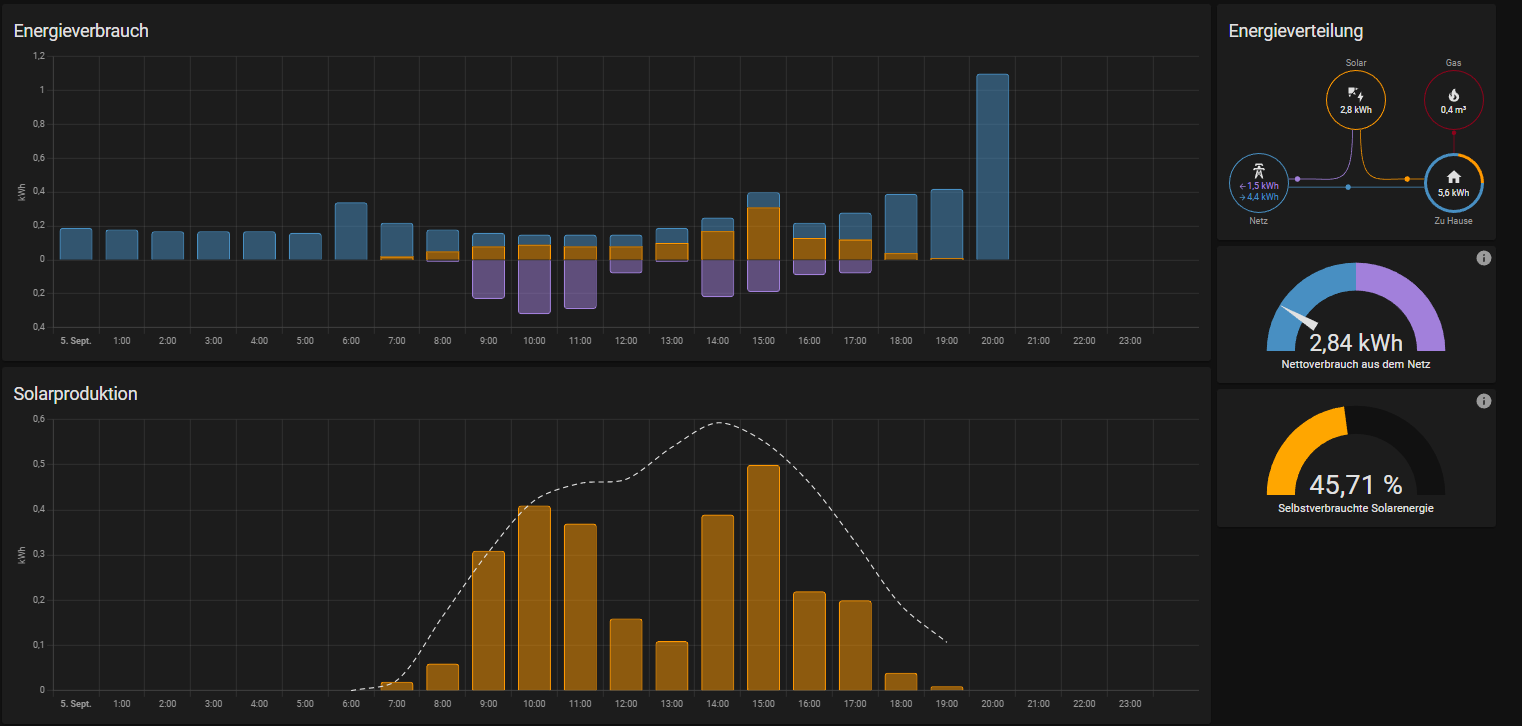 Energieverbrauch
kWh
1,2
1
0,8
0,6
0,4
0,2
0
0,2
0,4
5. Sept. 1:00 2:00 3:00 4:00 5:00 6:00 7:00 8:00 9:00 10:00 11:00 12:00 13:00 14:00 15:00 16:00 17:00 18:00 19:00 20:00 21:00 22:00 23:00
Solarproduktion
kWh
0,6
0,5
0,4
0,3
0,2
0,1
0
5. Sept. 1:00 2:00 3:00 4:00 5:00 6:00 7:00 8:00 9:00 10:00 11:00 12:00 13:00 14:00 15:00 16:00 17:00 18:00 19:00 20:00 21:00 22:00 23:00
Energieverteilung
Solar Gas
2,8 kWh 0,4 m³
←1,5 kWh
→4,4 kWh
5,6 kWh
Netz Zu Hause
2,84 kWh
Nettoverbrauch aus dem Netz
45,71 %
Selbstverbrauchte Solarenergie